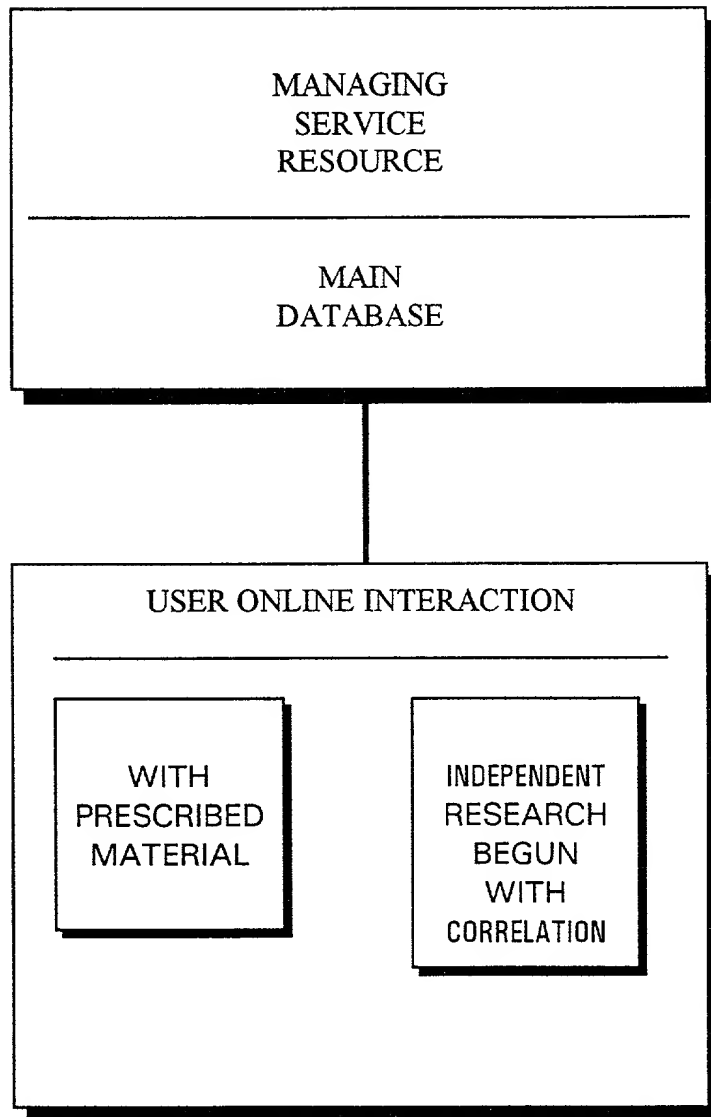 MANAGING
SERVICE
RESOURCE
MAIN
DATABASE
USER ONLINE INTERACTION
WITH
PRESCRIBED
MATERIAL
INDEPENDENT
RESEARCH
BEGUN
WITH
CORRELATION